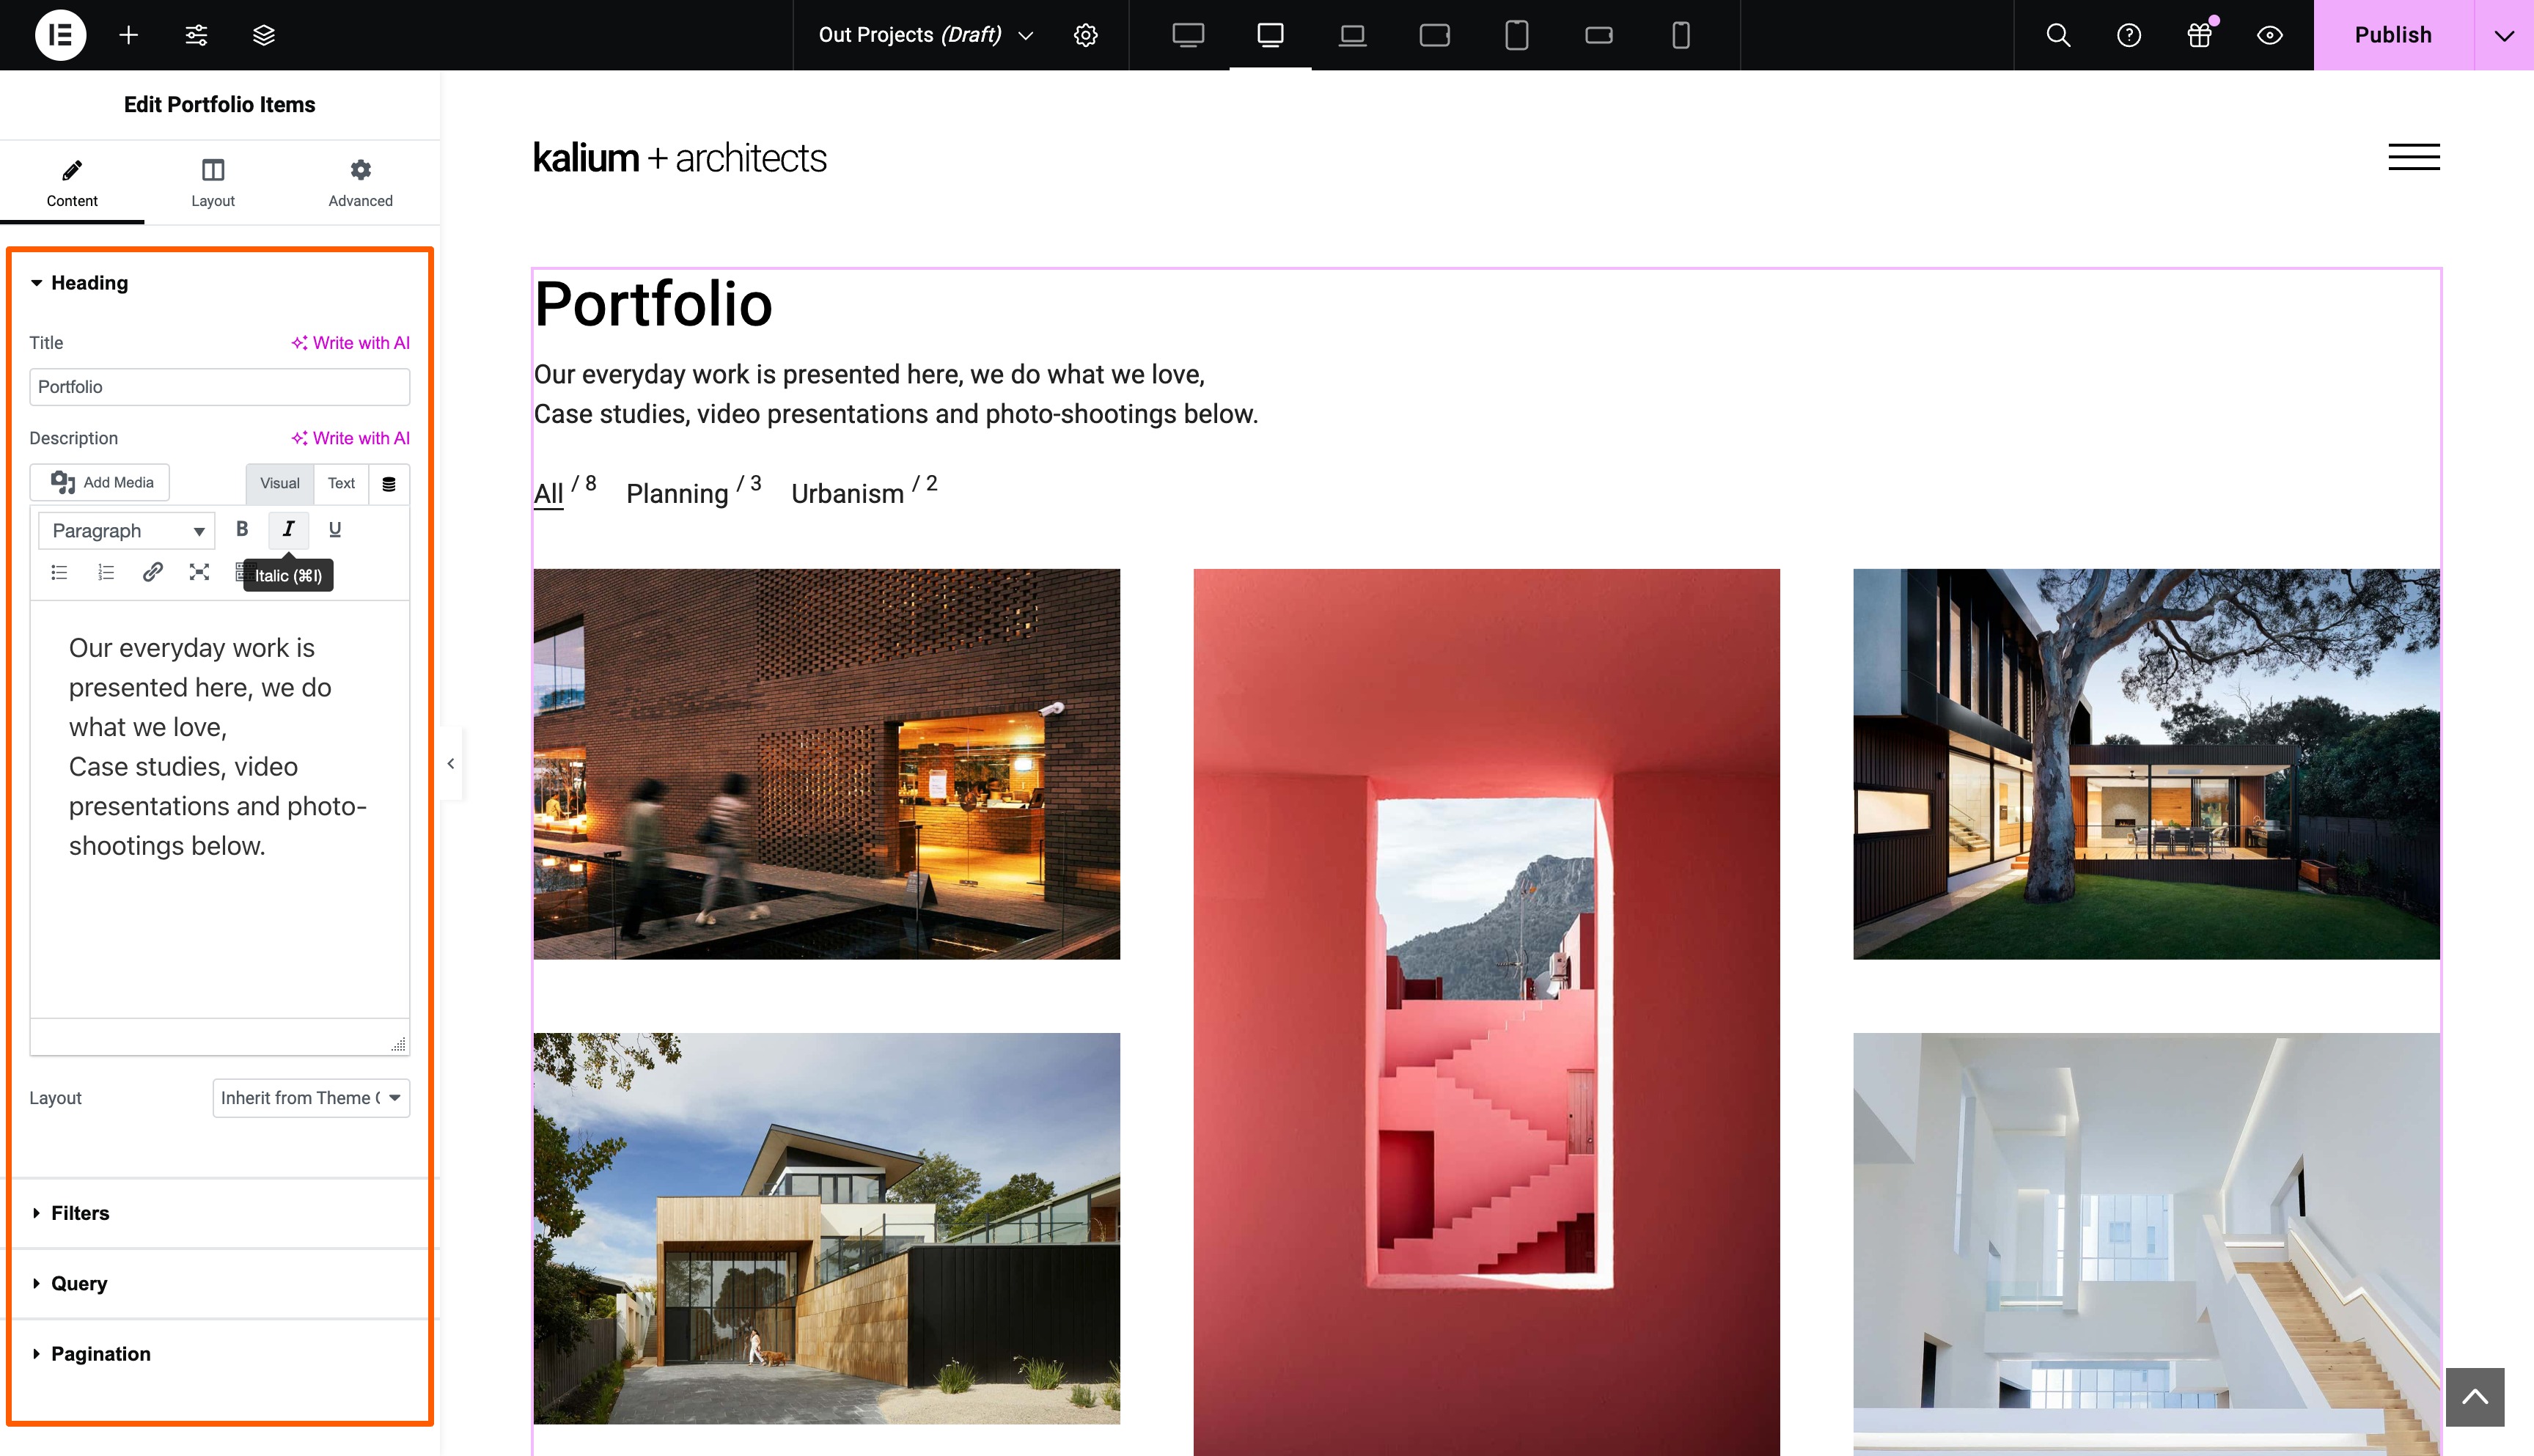 Out Projects (Draft)
Publish
Edit Portfolio Items
Content
Layout
Advanced
Heading
Title
Write with AI
Portfolio
Description
Write with AI
Add Media
Visual
Text
Paragraph
B
I
U
Italic (⌘I)
Our everyday work is
presented here, we do
what we love,
Case studies, video
presentations and photo-
shootings below.
Layout
Inherit from Theme
Filters
Query
Pagination
kalium + architects
Portfolio
Our everyday work is presented here, we do what we love,
Case studies, video presentations and photo-shootings below.
All / 8 Planning / 3 Urbanism / 2